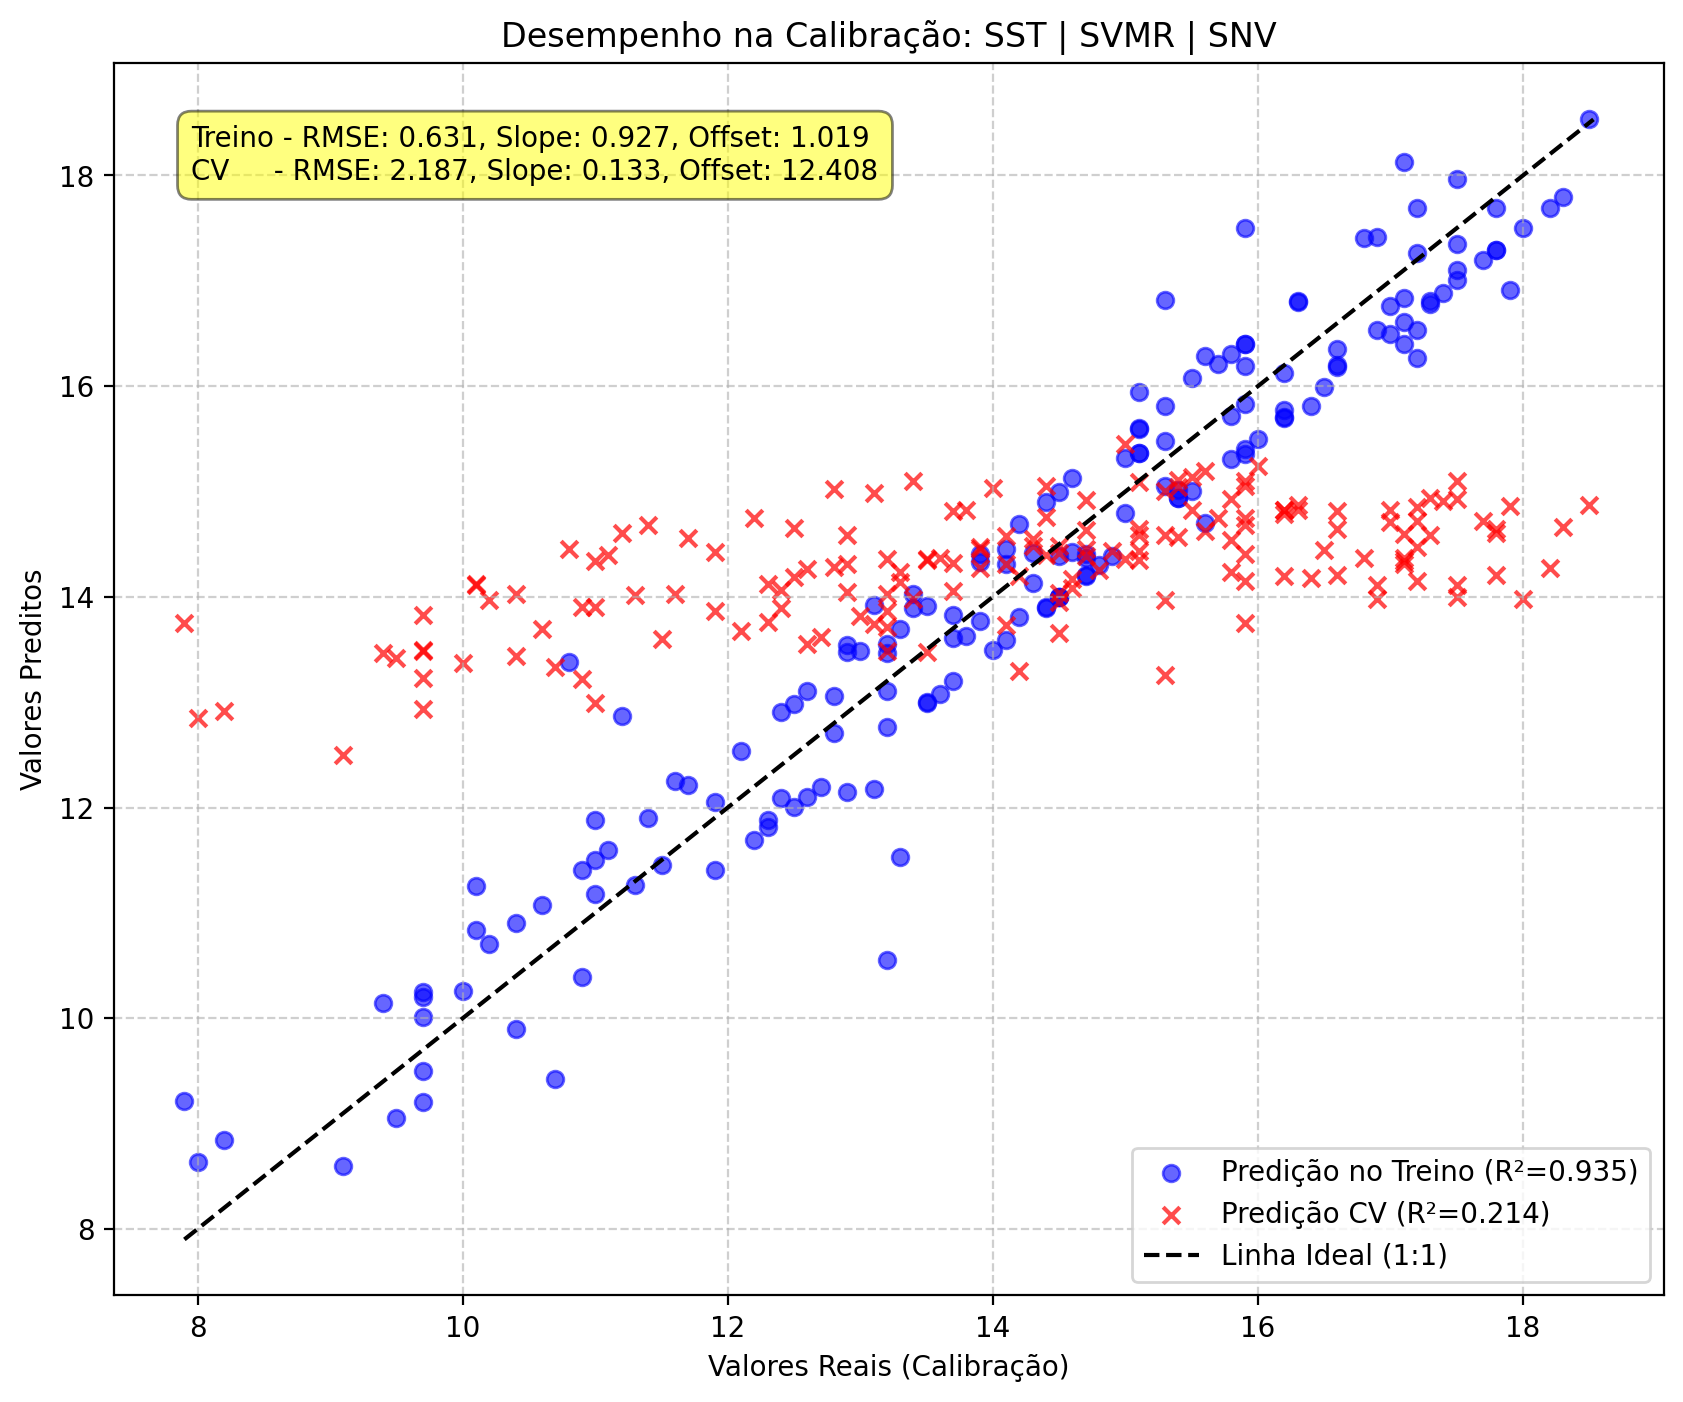 Desempenho na Calibração: SST | SVMR | SNV
Treino - RMSE: 0.631, Slope: 0.927, Offset: 1.019
CV - RMSE: 2.187, Slope: 0.133, Offset: 12.408
Valores Preditos
18
16
14
12
10
8
Predição no Treino (R²=0.935)
Predição CV (R²=0.214)
Linha Ideal (1:1)
8 10 12 14 16 18
Valores Reais (Calibração)